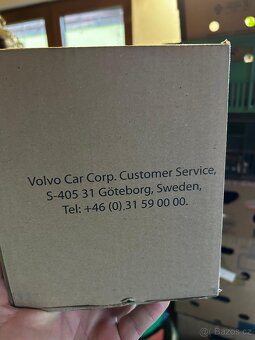 Volvo Car Corp. Customer Service,
S-405 31 Göteborg, Sweden,
Tel: +46 (0).31 59 00 00.
Bazos.cz